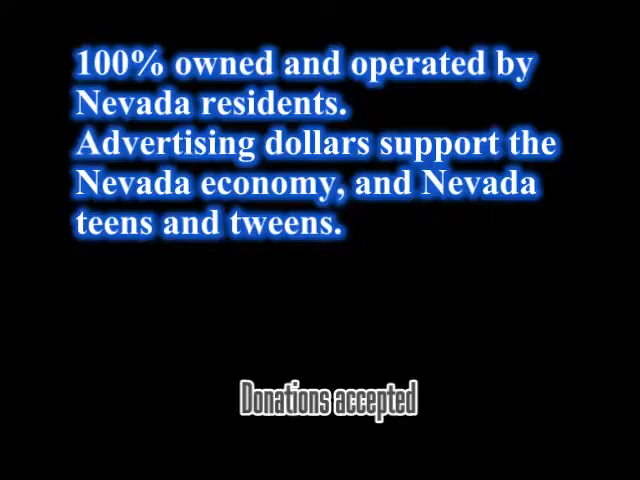 100% owned and operated by
Nevada residents.
Advertising dollars support the
Nevada economy, and Nevada
teens and tweens.
Donations accepted